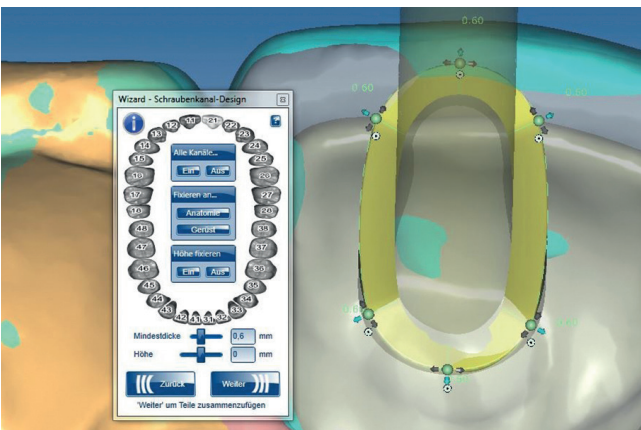 0.60
0.60
0.60
Wizard - Schraubenkanal-Design
11 21
12 22
13 23
14 24
Alle Kanäle...
15 25
Ein Aus
16 26
Fixieren an...
17 27
Anatomie
18 28
Gerüst
48 38
Höhe fixieren
47 37
46 Ein Aus 36
45 35
44 34
43 33
42 41 31 32
0.60
Mindestdicke 0,6 mm
Höhe 0 mm
Zurück Weiter
'Weiter' um Teile zusammenzufügen